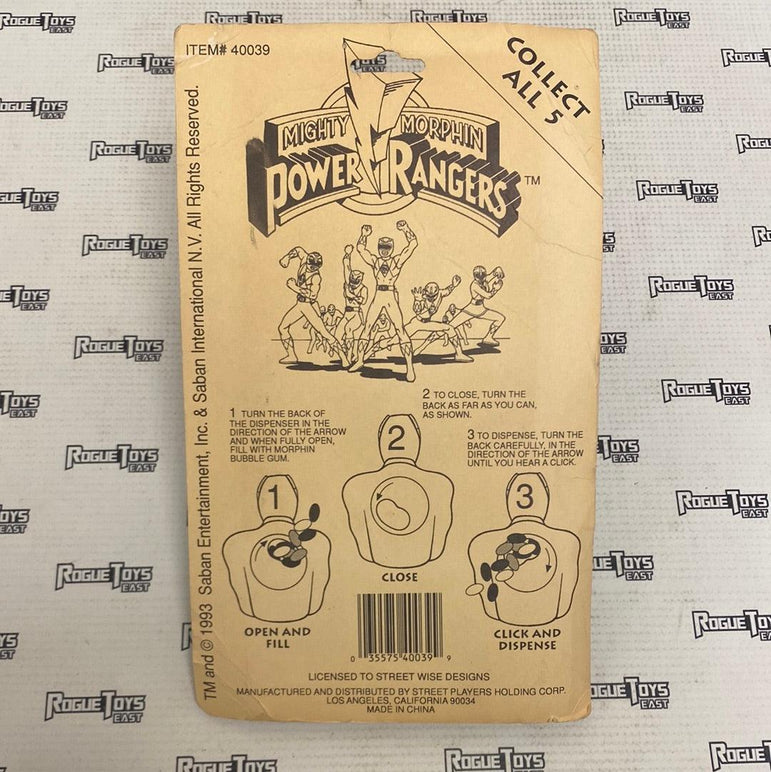 ITEM# 40039
COLLECT
ALL 5
MIGHTY MORPHIN
POWER RANGERS™
TM and © 1993 Saban Entertainment, Inc. & Saban International N.V. All Rights Reserved.
1 TURN THE BACK OF
THE DISPENSER IN THE
DIRECTION OF THE ARROW
AND WHEN FULLY OPEN,
FILL WITH MORPHIN
BUBBLE GUM.
2 TO CLOSE, TURN THE
BACK AS FAR AS YOU CAN,
AS SHOWN.
3 TO DISPENSE, TURN THE
BACK CAREFULLY, IN THE
DIRECTION OF THE ARROW
UNTIL YOU HEAR A CLICK.
1
2
3
OPEN AND
FILL
CLOSE
CLICK AND
DISPENSE
0 35575 40039 9
LICENSED TO STREET WISE DESIGNS
MANUFACTURED AND DISTRIBUTED BY STREET PLAYERS HOLDING CORP.
LOS ANGELES, CALIFORNIA 90034
MADE IN CHINA
ROGUE TOYS
EAST